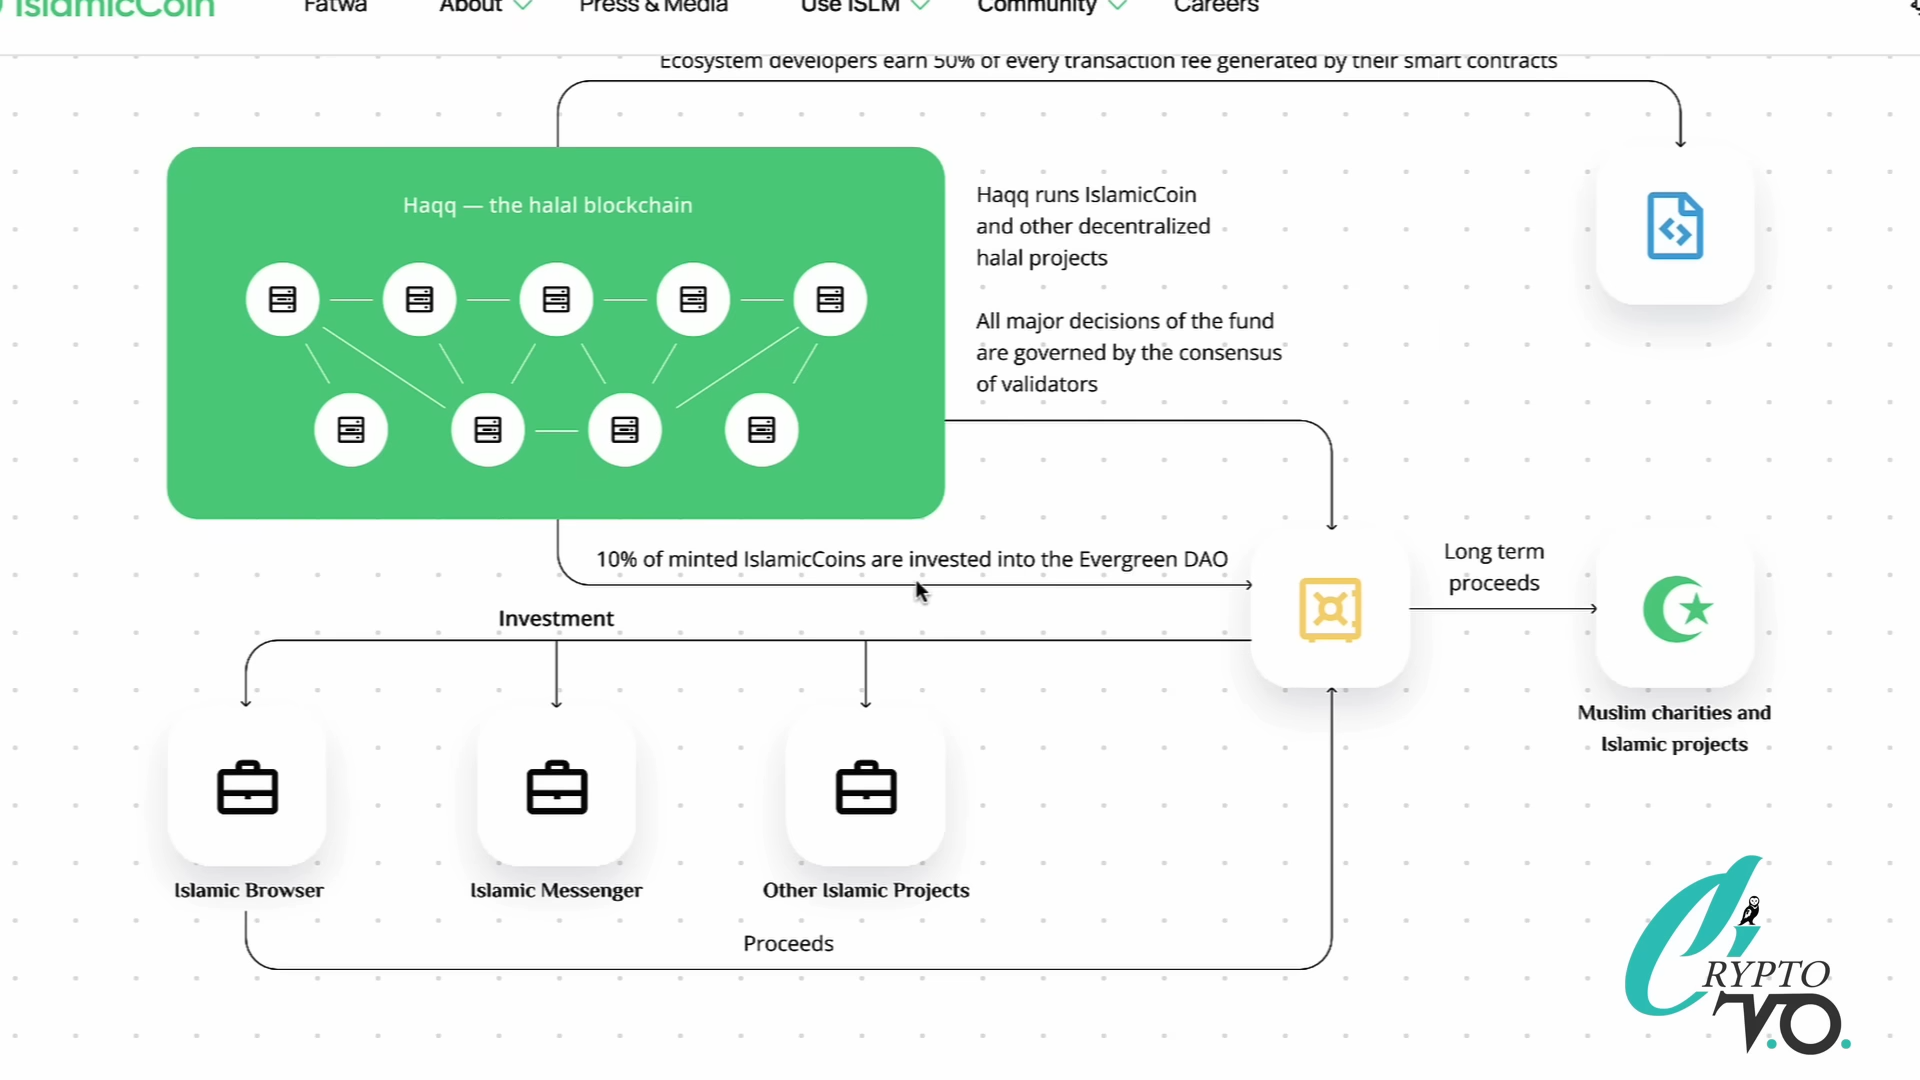 IslamicCoin
Fatwa
About
Press & Media
Use ISLM
Community
Careers
Ecosystem developers earn 50% of every transaction fee generated by their smart contracts
Haqq — the halal blockchain
Haqq runs IslamicCoin
and other decentralized
halal projects
All major decisions of the fund
are governed by the consensus
of validators
10% of minted IslamicCoins are invested into the Evergreen DAO
Long term
proceeds
Investment
Muslim charities and
Islamic projects
Islamic Browser
Islamic Messenger
Other Islamic Projects
Proceeds
CRYPTO
V.O.